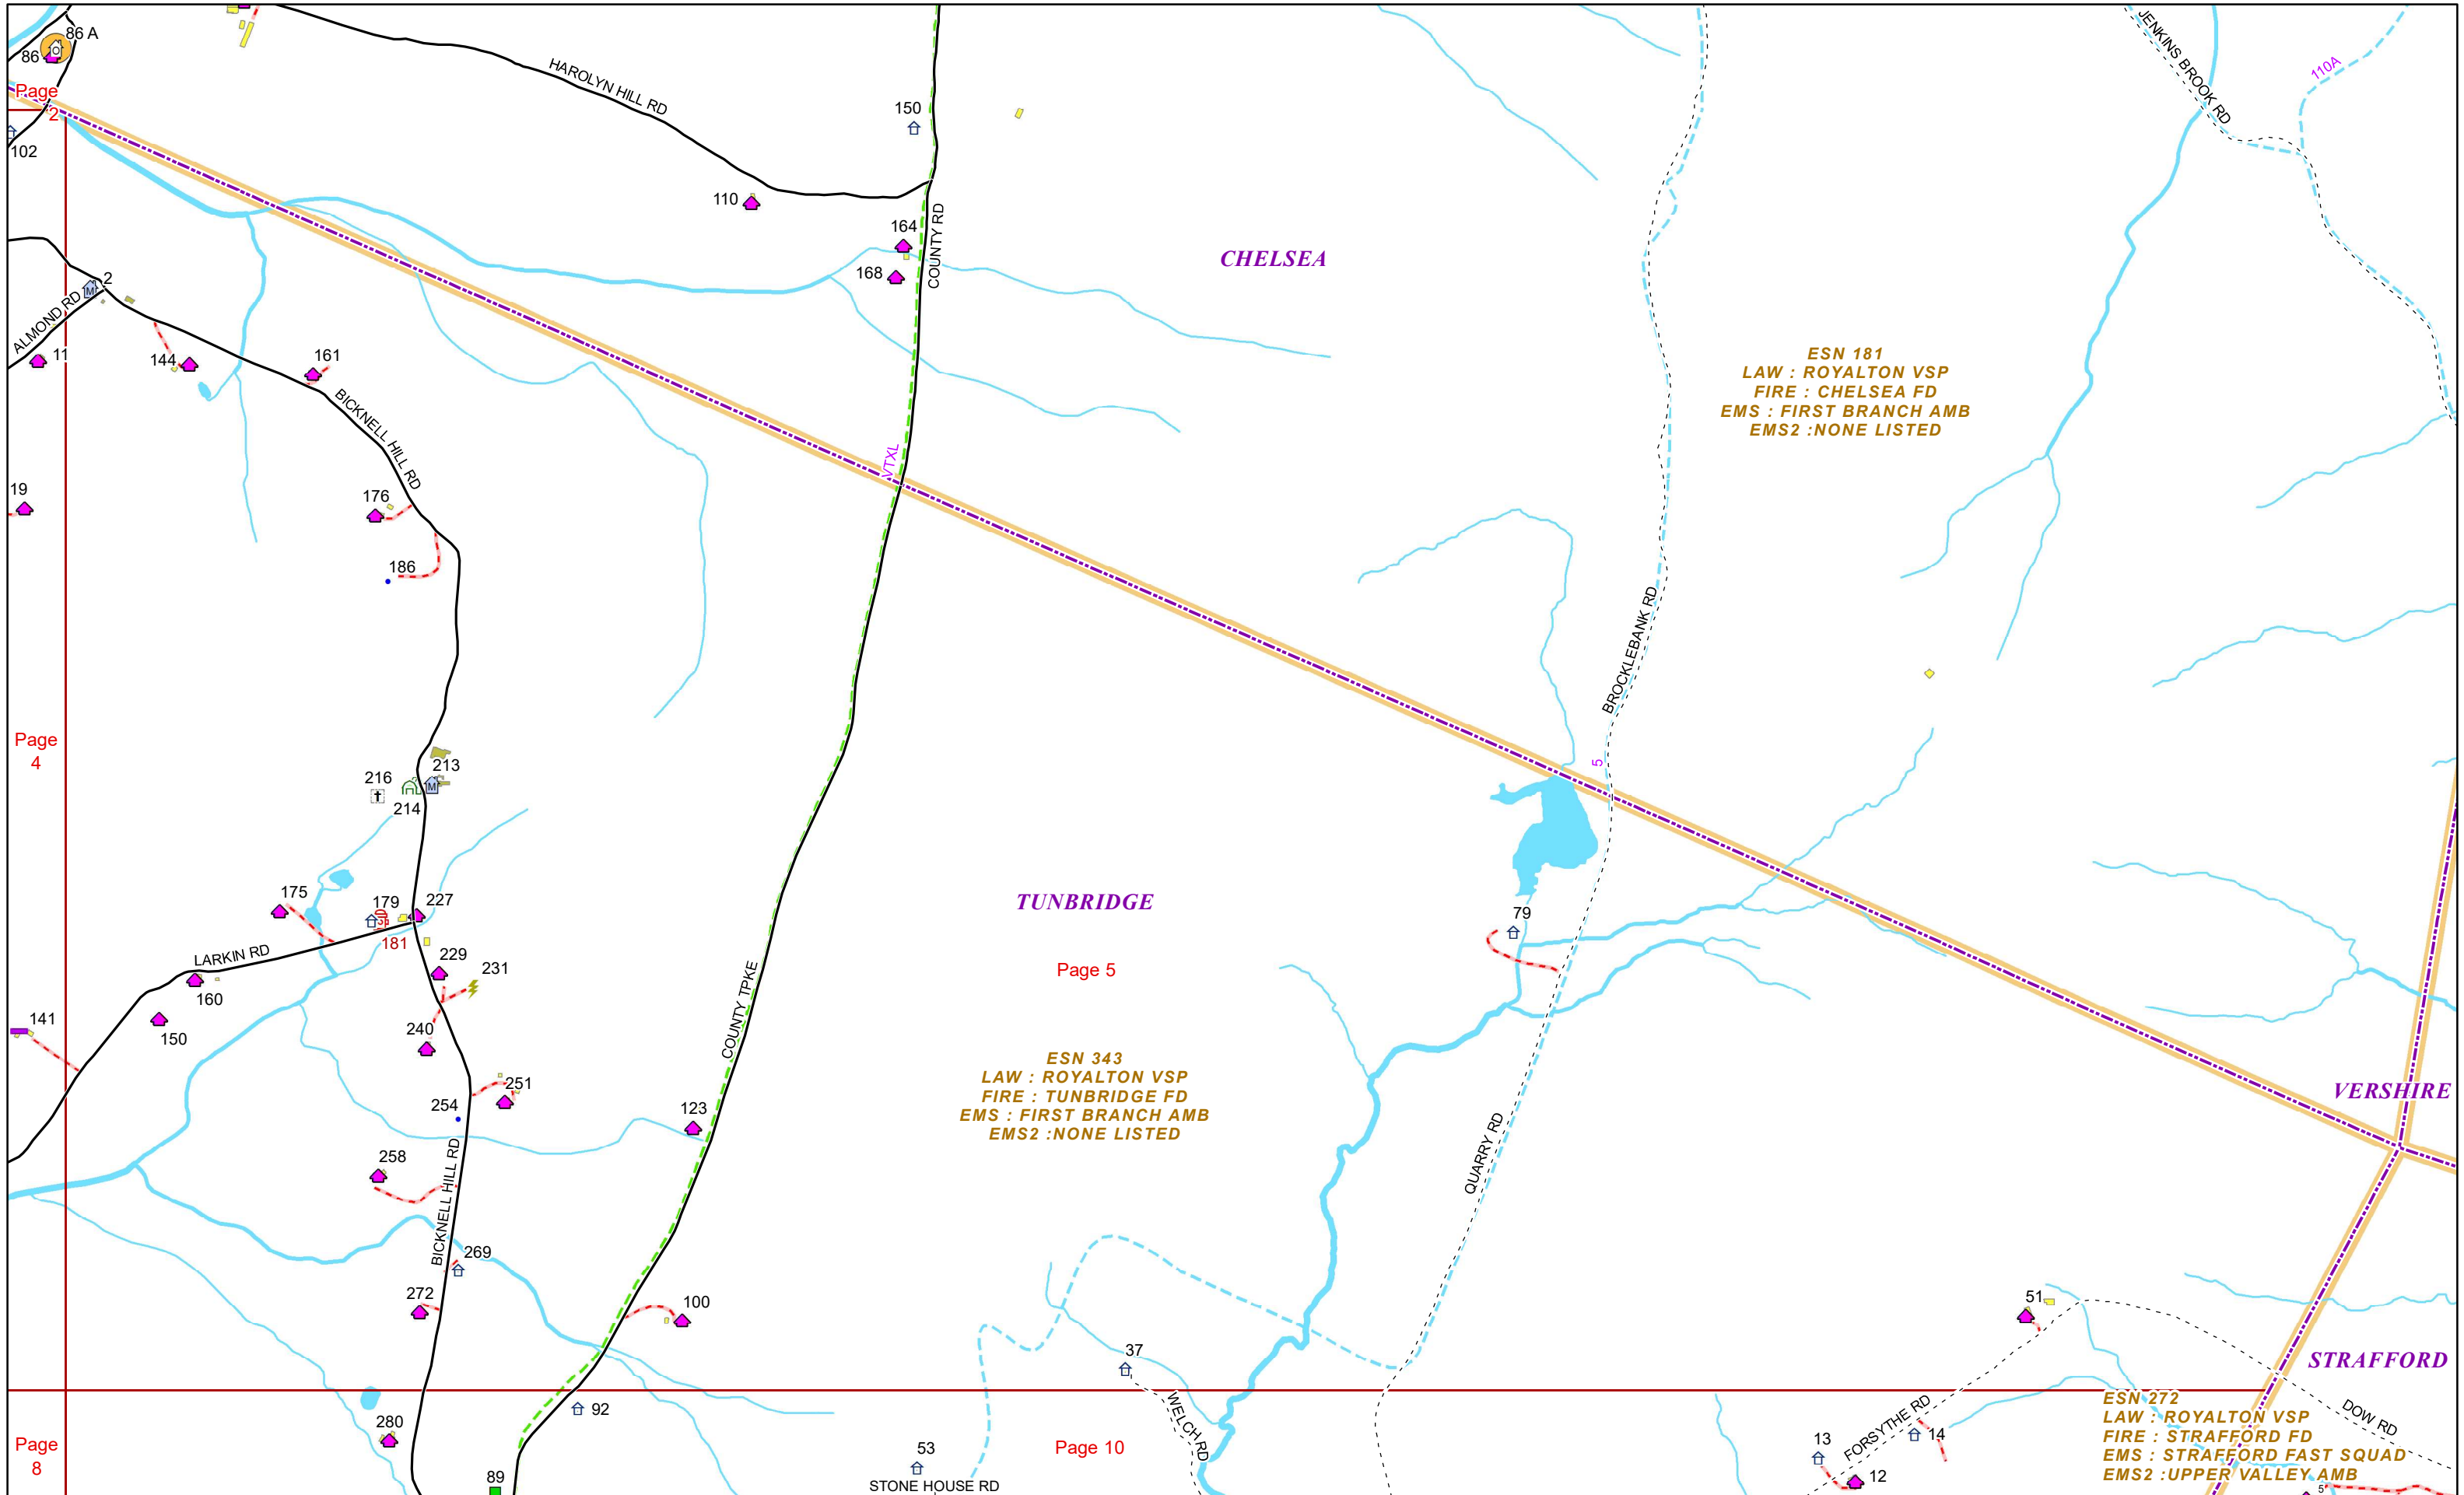 86 A
86
Page
2
102
HAROLYN HILL RD
150
JENKINS BROOK RD
110A
110
164
168
COUNTY RD
CHELSEA
2
ALMOND RD
11
144
161
BICKNELL HILL RD
ESN 181
LAW : ROYALTON VSP
FIRE : CHELSEA FD
EMS : FIRST BRANCH AMB
EMS2 :NONE LISTED
VTXL
19
176
186
BROCKLEBANK RD
Page
4
5
213
216
214
M
175
179
227
181
TUNBRIDGE
79
LARKIN RD
229
231
Page 5
160
150
141
240
COUNTY TPKE
ESN 343
LAW : ROYALTON VSP
FIRE : TUNBRIDGE FD
EMS : FIRST BRANCH AMB
EMS2 :NONE LISTED
251
254
123
VERSHIRE
QUARRY RD
258
BICKNELL HILL RD
269
272
100
51
37
STRAFFORD
92
280
WELCH RD
FORSYTHE RD
DOW RD
ESN 272
LAW : ROYALTON VSP
FIRE : STRAFFORD FD
EMS : STRAFFORD FAST SQUAD
EMS2 :UPPER VALLEY AMB
Page
8
53
Page 10
13
14
12
89
STONE HOUSE RD
5